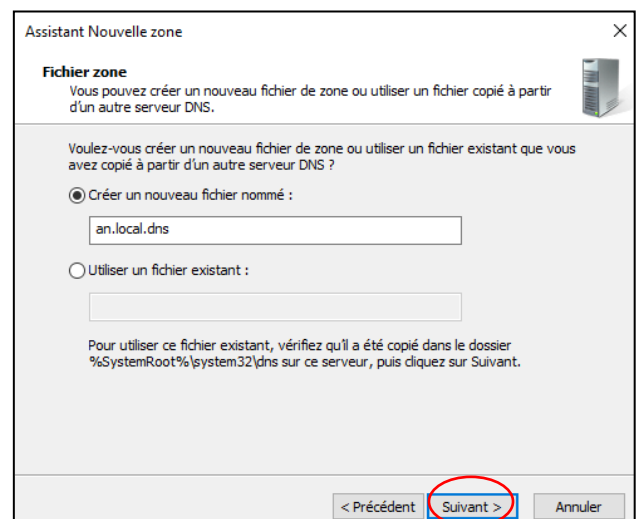 Assistant Nouvelle zone
Fichier zone
Vous pouvez créer un nouveau fichier de zone ou utiliser un fichier copié à partir
d'un autre serveur DNS.
Voulez-vous créer un nouveau fichier de zone ou utiliser un fichier existant que vous
avez copié à partir d'un autre serveur DNS ?
Créer un nouveau fichier nommé :
an.local.dns
Utiliser un fichier existant :
Pour utiliser ce fichier existant, vérifiez qu'il a été copié dans le dossier
%SystemRoot%\system32\dns sur ce serveur, puis cliquez sur Suivant.
< Précédent Suivant > Annuler